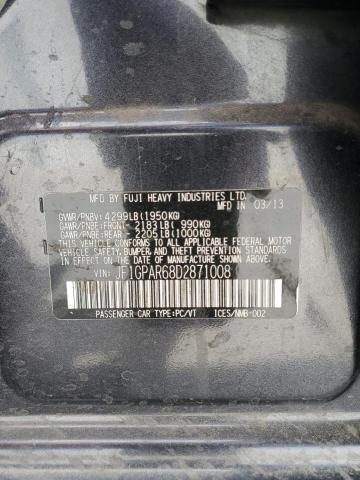 MFD BY FUJI HEAVY INDUSTRIES LTD.
GVWR/PNBV: 4299LB(1950KG) MFD IN 03/13
GAWR/PNBE:FRONT- 2183LB( 990KG)
GAWR/PNBE:REAR - 2205LB(1000KG)
THIS VEHICLE CONFORMS TO ALL APPLICABLE FEDERAL MOTOR
VEHICLE SAFETY, BUMPER, AND THEFT PREVENTION STANDARDS
IN EFFECT ON THE DATE OF MANUFACTURE SHOWN ABOVE.
VIN: JF1GPAR68D2871008
PASSENGER CAR TYPE:PC/VT ICES/NMB-002